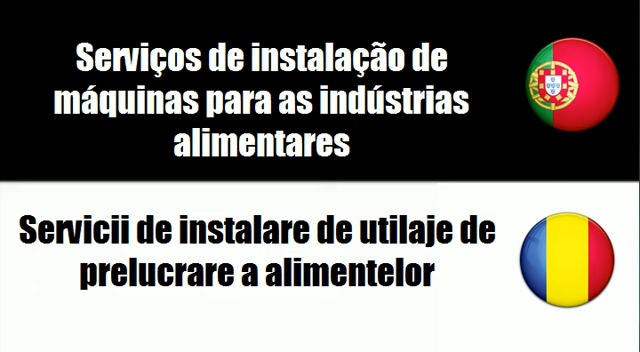 Serviços de instalação de
máquinas para as indústrias
alimentares
Servicii de instalare de utilaje de
prelucrare a alimentelor